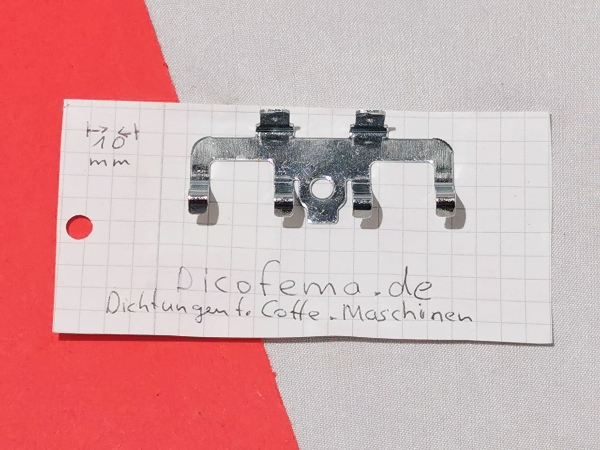 10
mm
Dicofema.de
Dichtungen f. Coffe.Maschinen